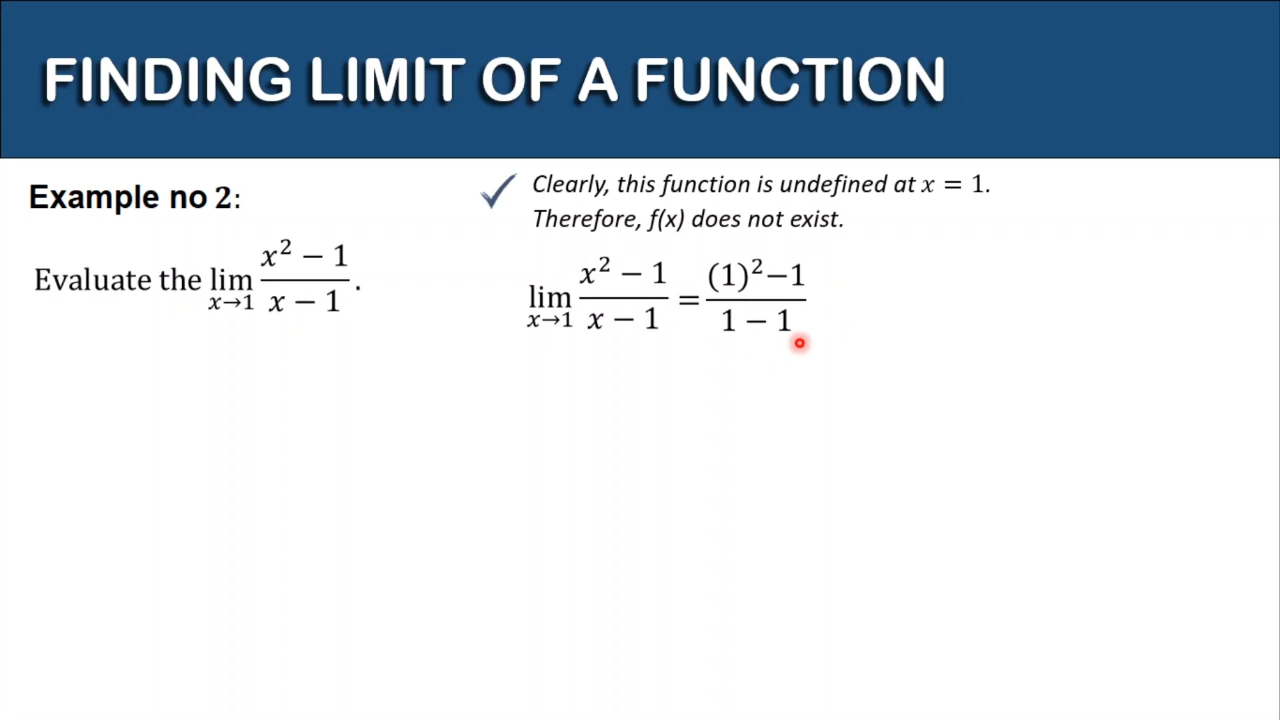 FINDING LIMIT OF A FUNCTION
Example no 2:
Evaluate the lim x→1 (x² − 1)/(x − 1).
Clearly, this function is undefined at x = 1.
Therefore, f(x) does not exist.
lim x→1 (x² − 1)/(x − 1) = ((1)²−1)/(1 − 1)